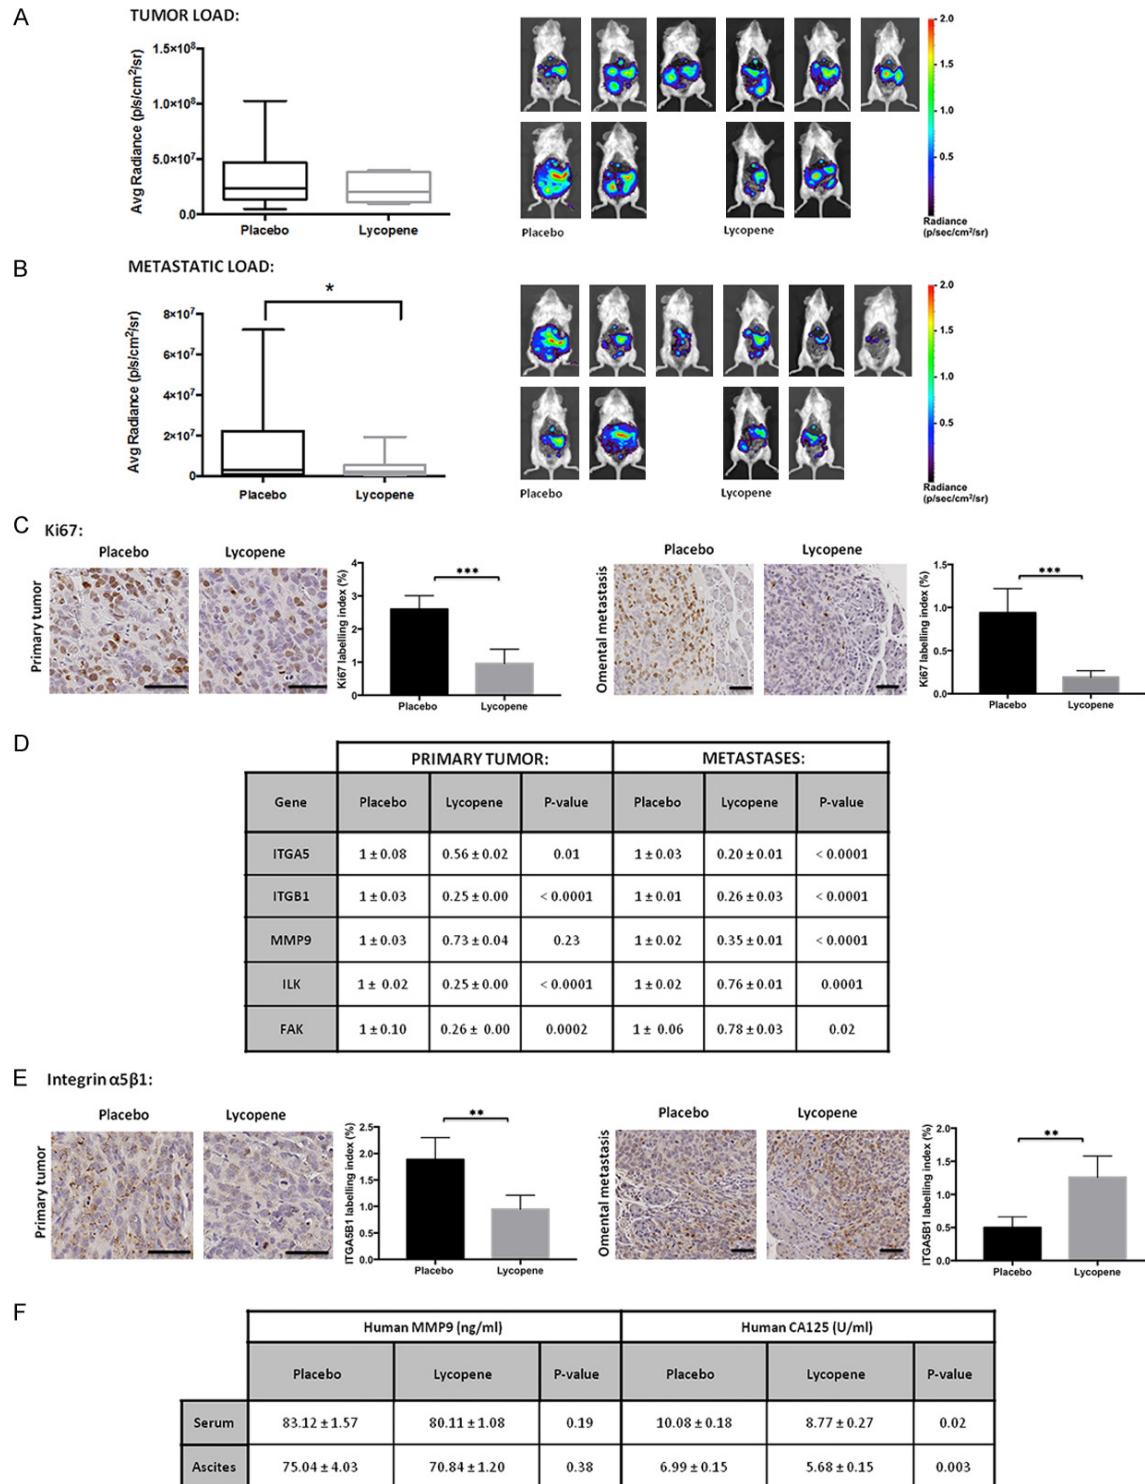 A
TUMOR LOAD:
Avg Radiance (p/s/cm²/sr)
1.5×10⁸
1.0×10⁸
5.0×10⁷
0.0
Placebo Lycopene
Placebo Lycopene
2.0
1.5
1.0
0.5
Radiance
(p/sec/cm²/sr)
B
METASTATIC LOAD:
Avg Radiance (p/s/cm²/sr)
8×10⁷
6×10⁷
4×10⁷
2×10⁷
0
*
Placebo Lycopene
Placebo Lycopene
2.0
1.5
1.0
0.5
Radiance
(p/sec/cm²/sr)
C Ki67:
Placebo Lycopene
Primary tumor
Ki67 labelling index (%)
4
3
2
1
0
***
Placebo Lycopene
Placebo Lycopene
Omental metastasis
Ki67 labelling index (%)
1.5
1.0
0.5
0.0
***
Placebo Lycopene
D
PRIMARY TUMOR: METASTASES:
Gene Placebo Lycopene P-value Placebo Lycopene P-value
ITGA5 1 ± 0.08 0.56 ± 0.02 0.01 1 ± 0.03 0.20 ± 0.01 < 0.0001
ITGB1 1 ± 0.03 0.25 ± 0.00 < 0.0001 1 ± 0.01 0.26 ± 0.03 < 0.0001
MMP9 1 ± 0.03 0.73 ± 0.04 0.23 1 ± 0.02 0.35 ± 0.01 < 0.0001
ILK 1 ± 0.02 0.25 ± 0.00 < 0.0001 1 ± 0.02 0.76 ± 0.01 0.0001
FAK 1 ± 0.10 0.26 ± 0.00 0.0002 1 ± 0.06 0.78 ± 0.03 0.02
E Integrin α5β1:
Placebo Lycopene
Primary tumor
ITGA5B1 labelling index (%)
2.5
2.0
1.5
1.0
0.5
0.0
**
Placebo Lycopene
Placebo Lycopene
Omental metastasis
ITGA5B1 labelling index (%)
2.0
1.5
1.0
0.5
0.0
**
Placebo Lycopene
F
Human MMP9 (ng/ml) Human CA125 (U/ml)
Placebo Lycopene P-value Placebo Lycopene P-value
Serum 83.12 ± 1.57 80.11 ± 1.08 0.19 10.08 ± 0.18 8.77 ± 0.27 0.02
Ascites 75.04 ± 4.03 70.84 ± 1.20 0.38 6.99 ± 0.15 5.68 ± 0.15 0.003